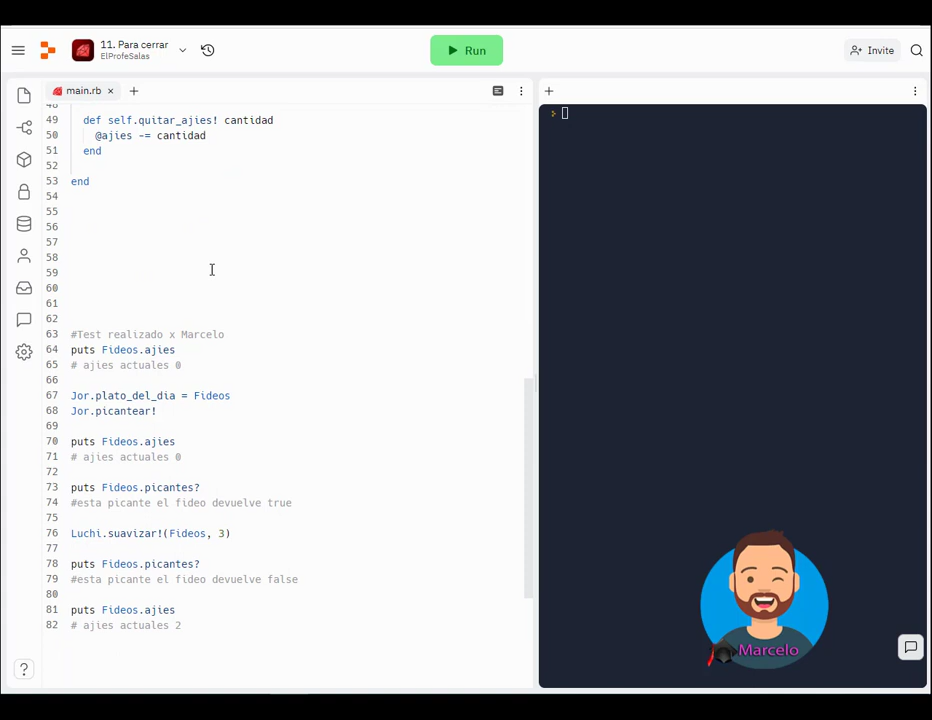 11. Para cerrar
ElProfeSalas
Run
Invite
main.rb
48
49 def self.quitar_ajies! cantidad
50 @ajies -= cantidad
51 end
52
53 end
54
55
56
57
58
59
60
61
62
63 #Test realizado x Marcelo
64 puts Fideos.ajies
65 # ajies actuales 0
66
67 Jor.plato_del_dia = Fideos
68 Jor.picantear!
69
70 puts Fideos.ajies
71 # ajies actuales 0
72
73 puts Fideos.picantes?
74 #esta picante el fideo devuelve true
75
76 Luchi.suavizar!(Fideos, 3)
77
78 puts Fideos.picantes?
79 #esta picante el fideo devuelve false
80
81 puts Fideos.ajies
82 # ajies actuales 2
Marcelo